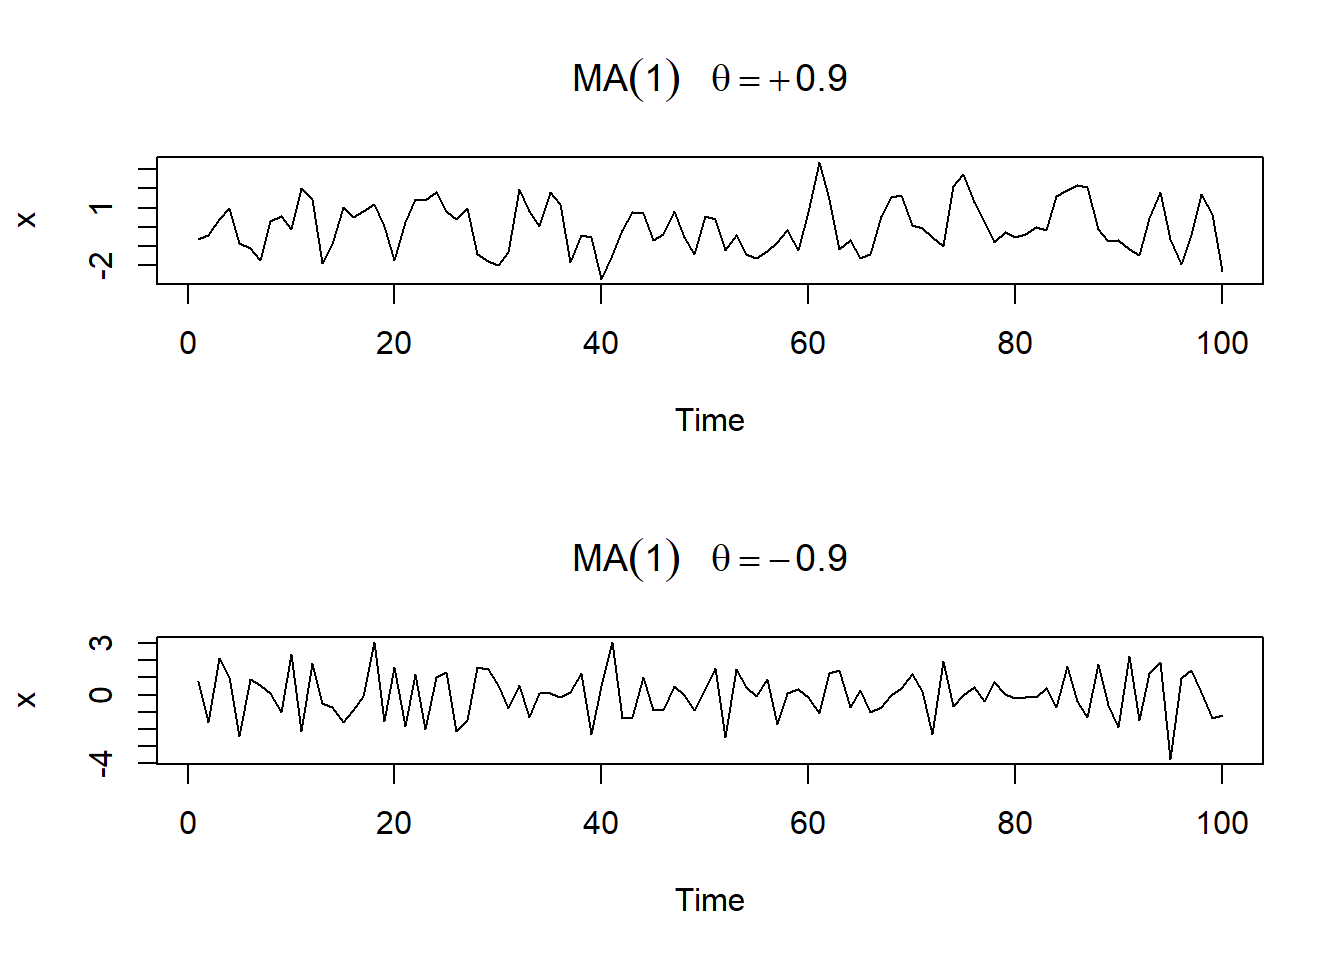 MA(1) θ = +0.9
x
1
-2
0 20 40 60 80 100
Time
MA(1) θ = −0.9
x
3
0
-4
0 20 40 60 80 100
Time